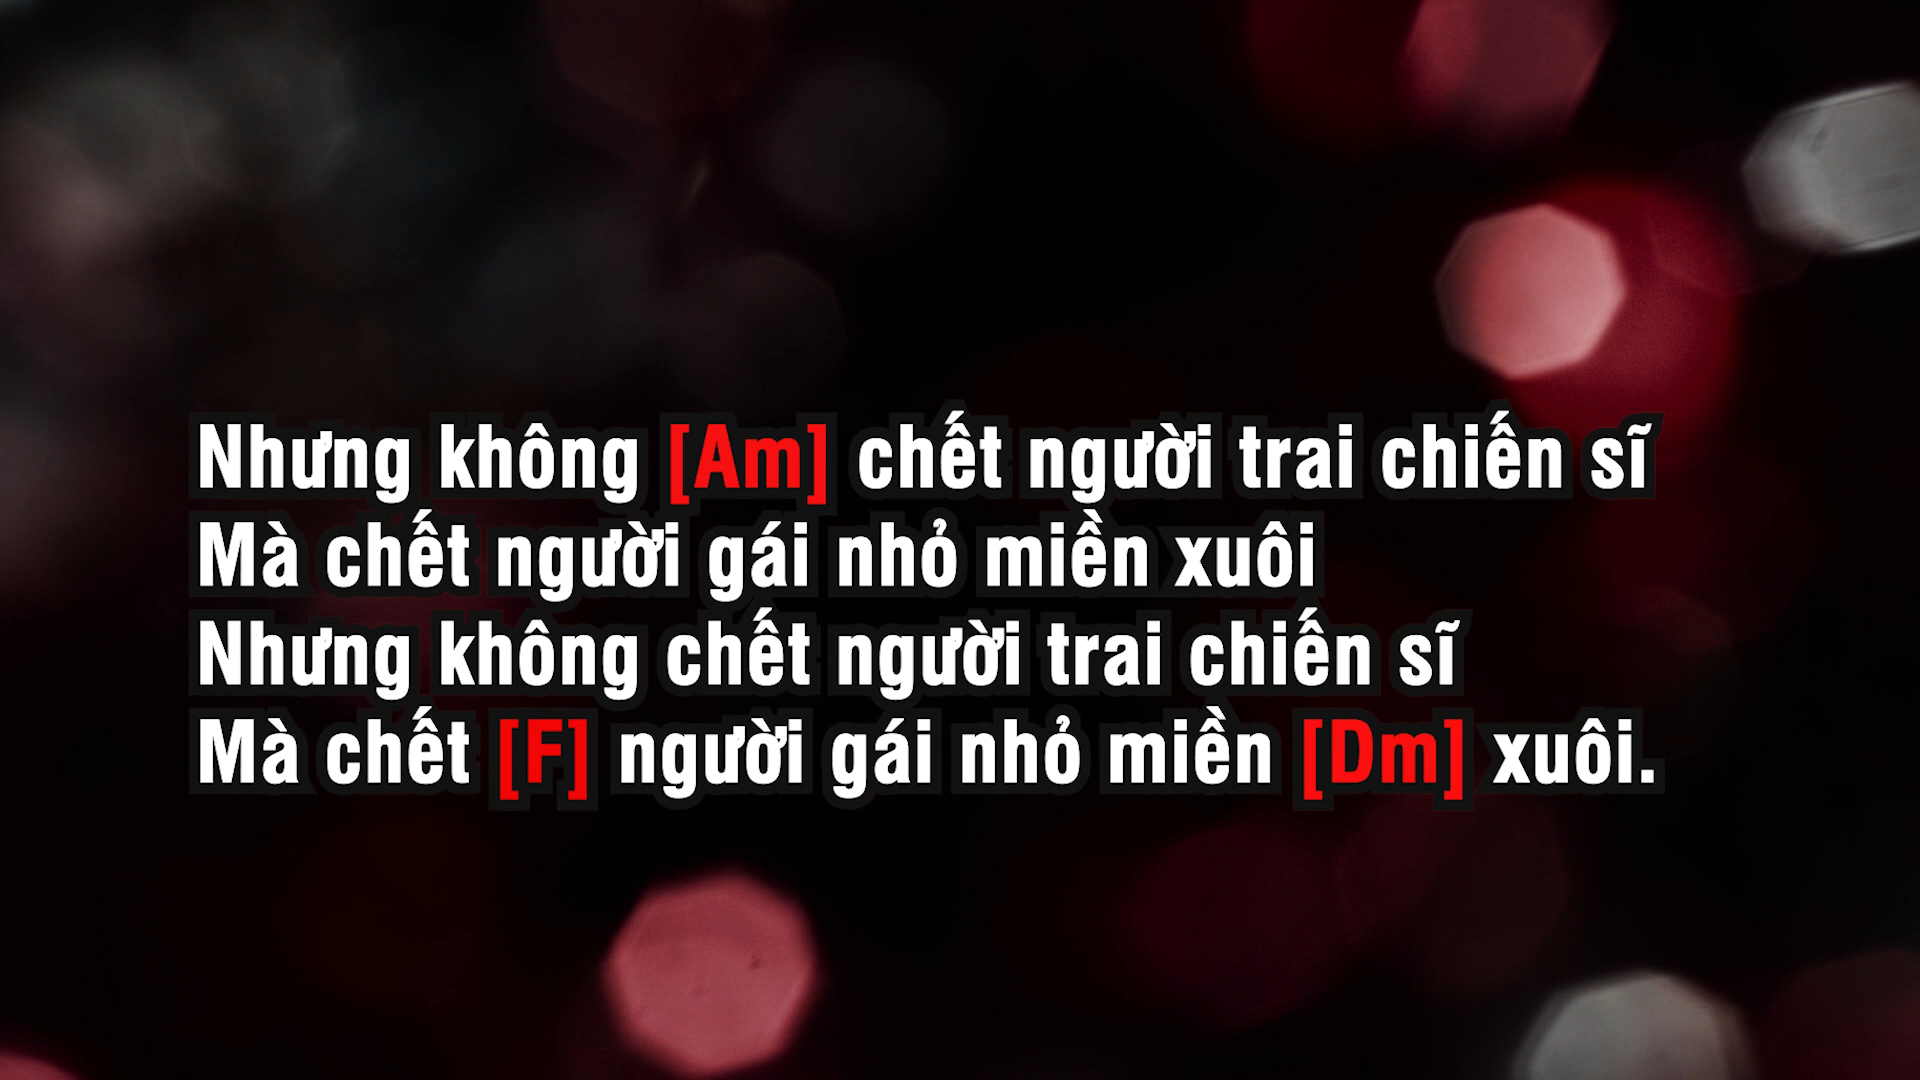 Nhưng không [Am] chết người trai chiến sĩ
Mà chết người gái nhỏ miền xuôi
Nhưng không chết người trai chiến sĩ
Mà chết [F] người gái nhỏ miền [Dm] xuôi.